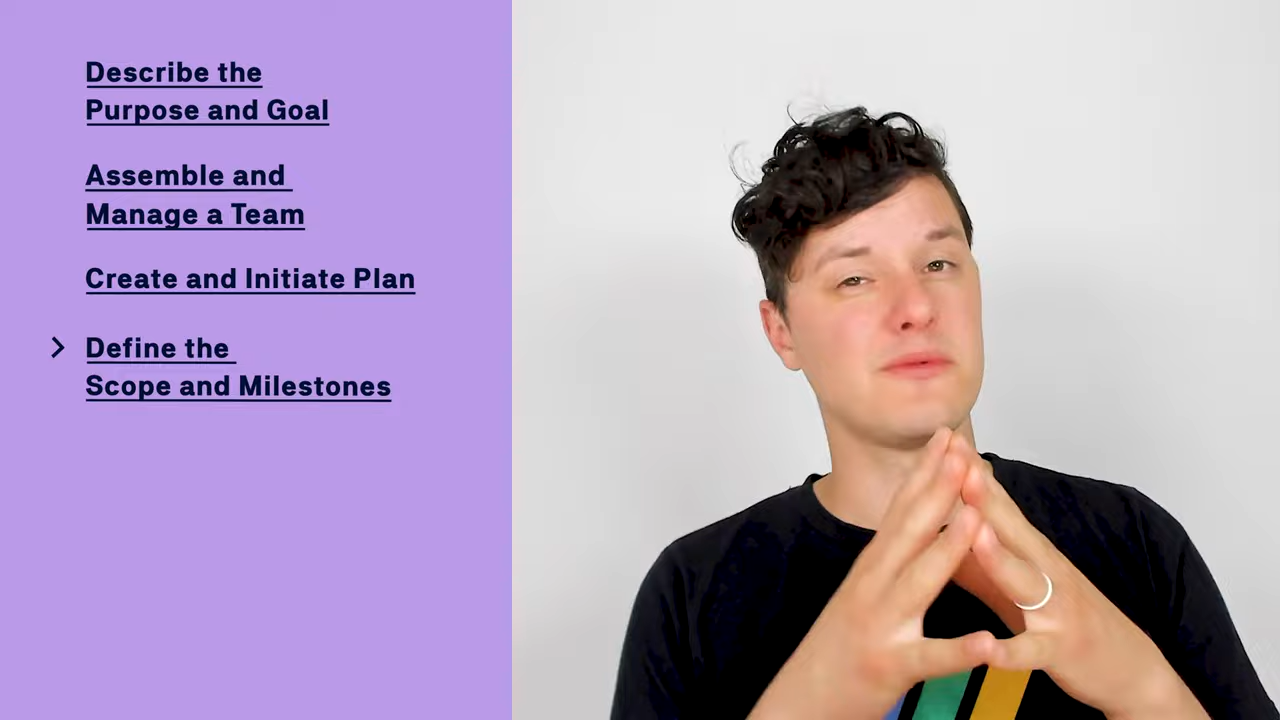 Describe the
Purpose and Goal
Assemble and
Manage a Team
Create and Initiate Plan
Define the
Scope and Milestones